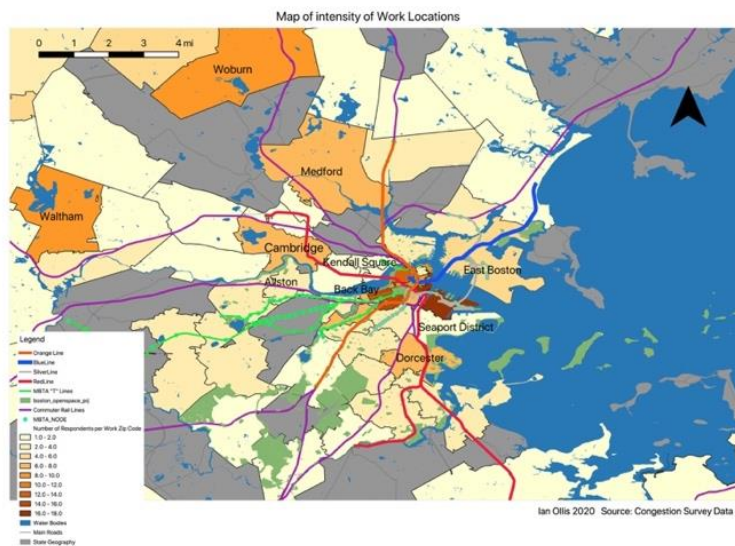 Map of intensity of Work Locations
0 1 2 3 4 mi
Woburn
Medford
Waltham
Cambridge
Kendall Square
East Boston
Allston
Back Bay
Seaport District
Dorcester
Legend
Orange Line
BlueLine
SilverLine
RedLine
MBTA "T" Lines
boston_openspace_prj
Commuter Rail Lines
MBTA_NODE
Number of Respondents per Work Zip Code
1.0 - 2.0
2.0 - 4.0
4.0 - 6.0
6.0 - 8.0
8.0 - 10.0
10.0 - 12.0
12.0 - 14.0
14.0 - 16.0
16.0 - 18.0
Water Bodies
Main Roads
State Geography
Ian Ollis 2020 Source: Congestion Survey Data